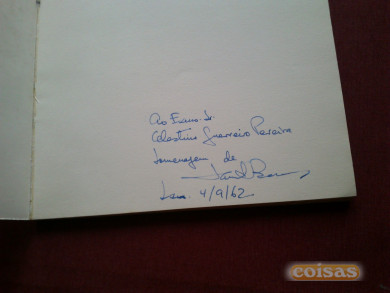 Ao Exmo. Sr.
Celestino Guerreiro Pereira
homenagem de
4/9/62
coisas